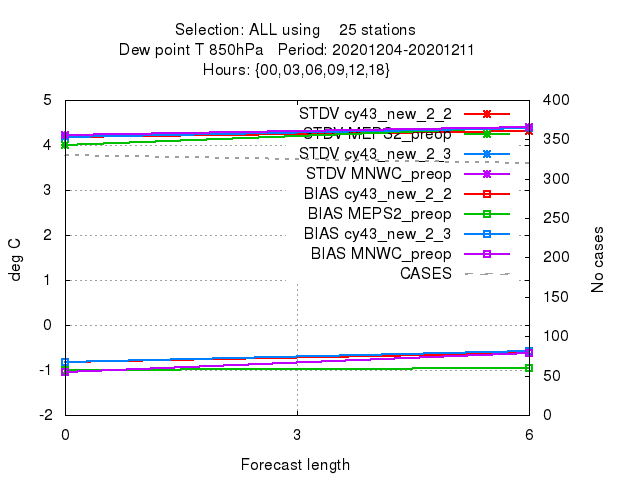 Selection: ALL using    25 stations
Dew point T 850hPa   Period: 20201204-20201211
Hours: {00,03,06,09,12,18}
STDV cy43_new_2_2
STDV MEPS2_preop
STDV cy43_new_2_3
STDV MNWC_preop
BIAS cy43_new_2_2
BIAS MEPS2_preop
BIAS cy43_new_2_3
BIAS MNWC_preop
CASES
5
4
3
2
1
0
-1
-2
deg C
400
350
300
250
200
150
100
50
0
No cases
0 3 6
Forecast length